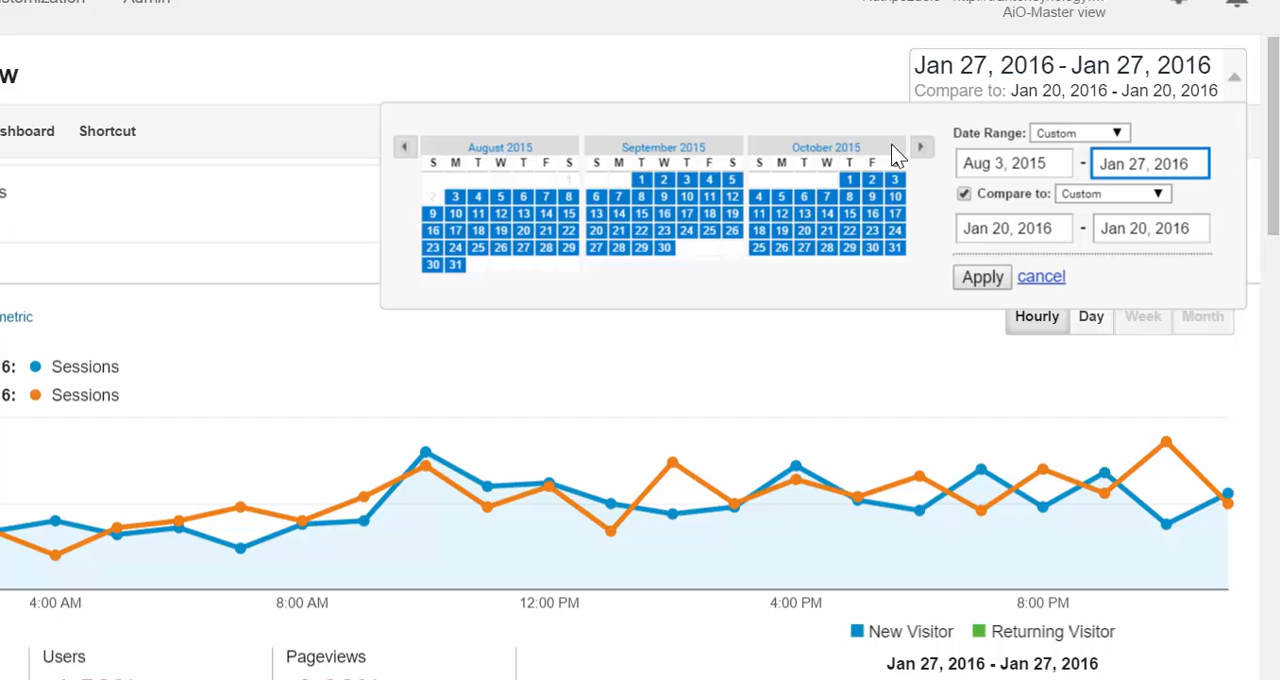 AiO-Master view
w
Jan 27, 2016 - Jan 27, 2016
Compare to: Jan 20, 2016 - Jan 20, 2016
shboard Shortcut
August 2015 September 2015 October 2015
S M T W T F S S M T W T F S S M T W T F
1 1 2 3 4 5 1 2 3
2 3 4 5 6 7 8 6 7 8 9 10 11 12 4 5 6 7 8 9 10
9 10 11 12 13 14 15 13 14 15 16 17 18 19 11 12 13 14 15 16 17
16 17 18 19 20 21 22 20 21 22 23 24 25 26 18 19 20 21 22 23 24
23 24 25 26 27 28 29 27 28 29 30 25 26 27 28 29 30 31
30 31
Date Range: Custom
Aug 3, 2015 - Jan 27, 2016
Compare to: Custom
Jan 20, 2016 - Jan 20, 2016
Apply cancel
s
metric
Hourly Day Week Month
6: Sessions
6: Sessions
4:00 AM 8:00 AM 12:00 PM 4:00 PM 8:00 PM
New Visitor Returning Visitor
Jan 27, 2016 - Jan 27, 2016
Users Pageviews